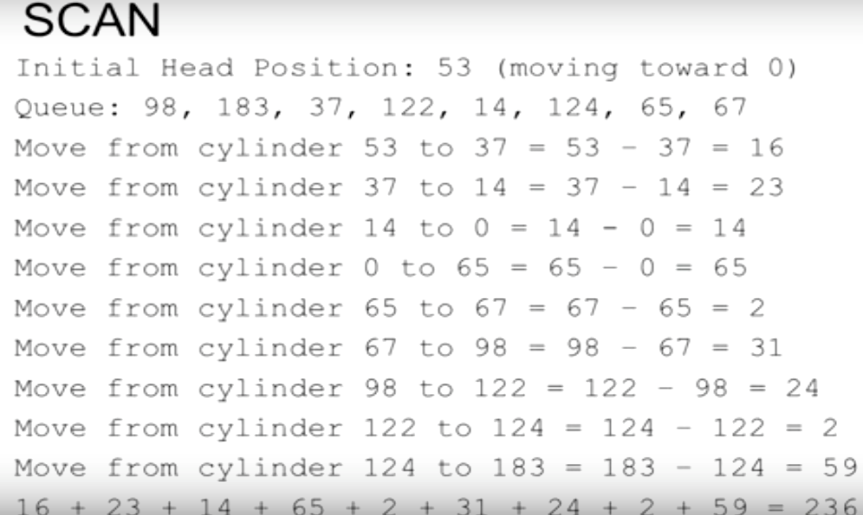 SCAN
Initial Head Position: 53 (moving toward 0)
Queue: 98, 183, 37, 122, 14, 124, 65, 67
Move from cylinder 53 to 37 = 53 – 37 = 16
Move from cylinder 37 to 14 = 37 – 14 = 23
Move from cylinder 14 to 0 = 14 - 0 = 14
Move from cylinder 0 to 65 = 65 – 0 = 65
Move from cylinder 65 to 67 = 67 – 65 = 2
Move from cylinder 67 to 98 = 98 – 67 = 31
Move from cylinder 98 to 122 = 122 – 98 = 24
Move from cylinder 122 to 124 = 124 – 122 = 2
Move from cylinder 124 to 183 = 183 – 124 = 59
16 + 23 + 14 + 65 + 2 + 31 + 24 + 2 + 59 = 236